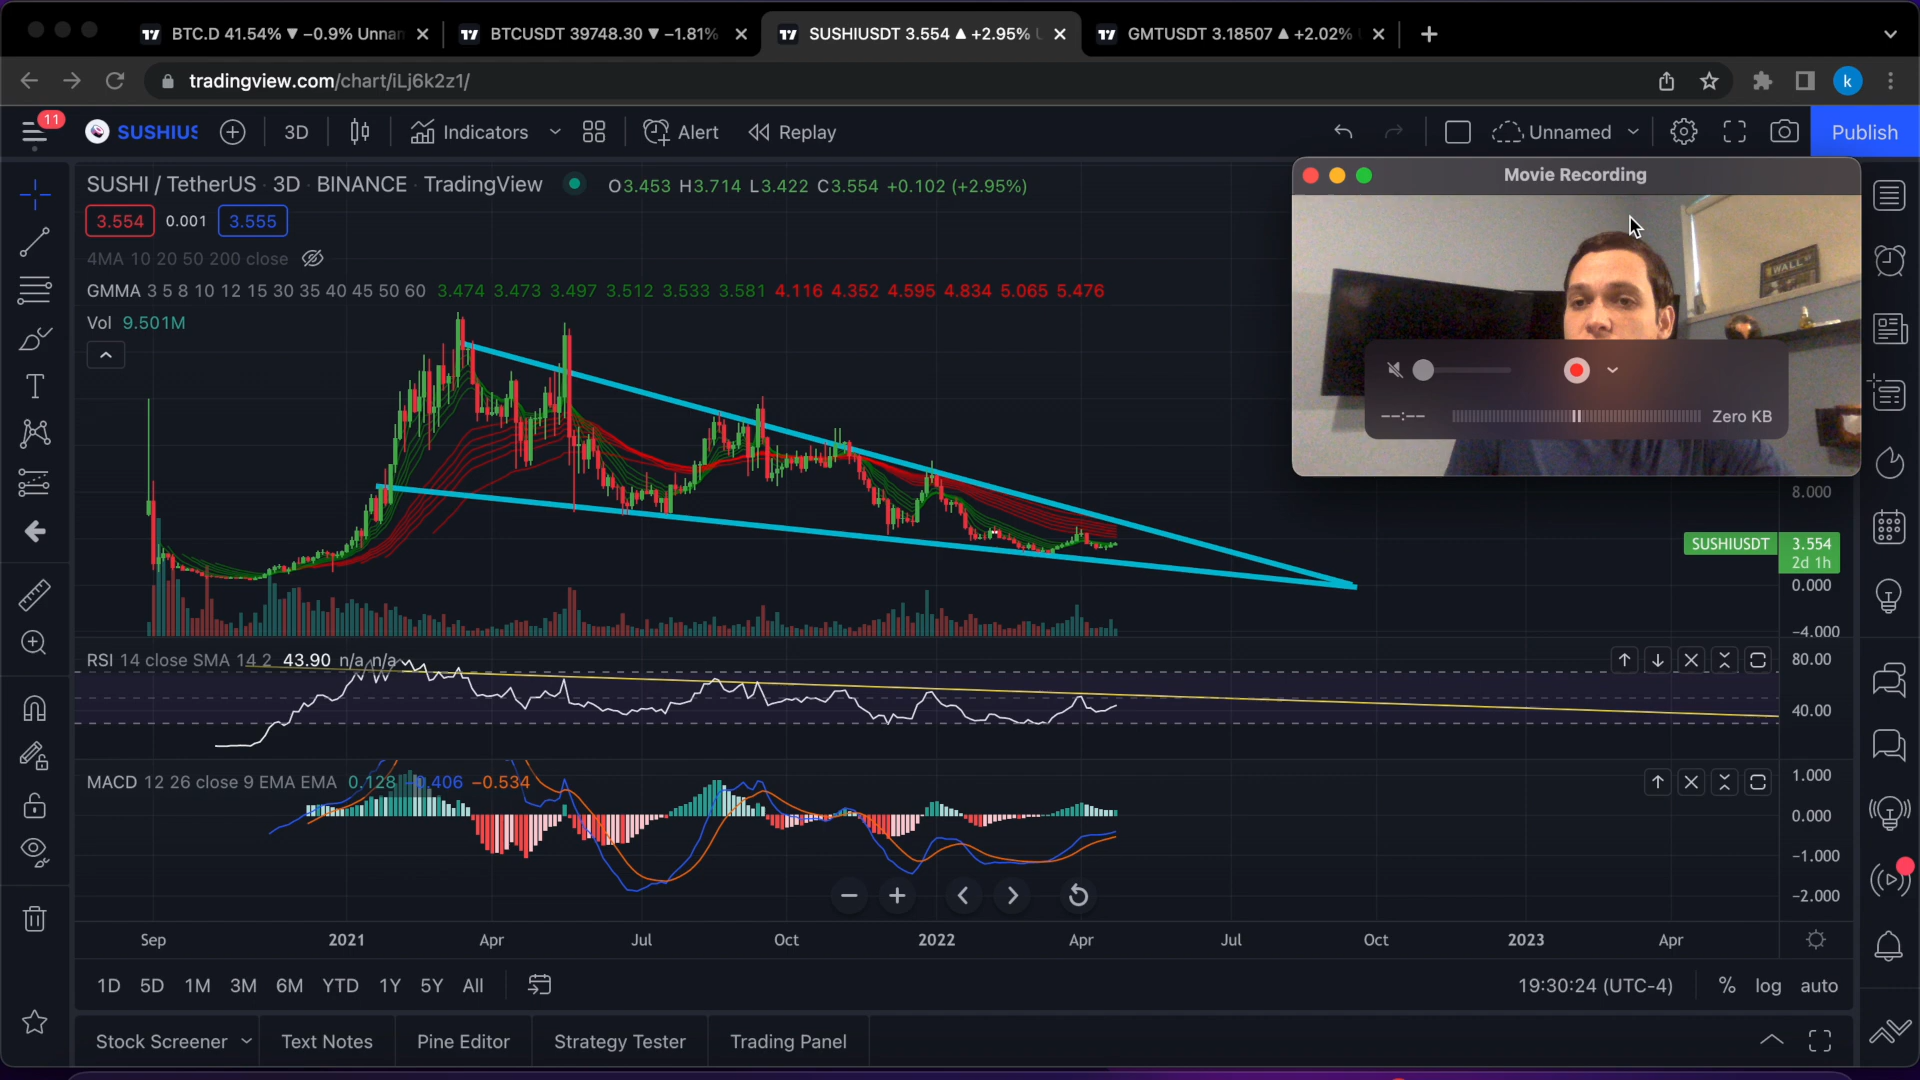 BTC.D 41.54% ▼ −0.9% Unnan
BTCUSDT 39748.30 ▼ −1.81%
SUSHIUSDT 3.554 ▲ +2.95% U
GMTUSDT 3.18507 ▲ +2.02%
tradingview.com/chart/iLj6k2z1/
k
11
SUSHIUS
3D
Indicators
Alert
Replay
Unnamed
Publish
SUSHI / TetherUS · 3D · BINANCE · TradingView
O3.453 H3.714 L3.422 C3.554 +0.102 (+2.95%)
3.554 0.001 3.555
4MA 10 20 50 200 close
GMMA 3 5 8 10 12 15 30 35 40 45 50 60 3.474 3.473 3.497 3.512 3.533 3.581 4.116 4.352 4.595 4.834 5.065 5.476
Vol 9.501M
Movie Recording
WALL
--:--
Zero KB
8.000
SUSHIUSDT 3.554
2d 1h
0.000
−4.000
RSI 14 close SMA 14 2 43.90 n/a n/a
80.00
40.00
MACD 12 26 close 9 EMA EMA 0.128 −0.406 −0.534
1.000
0.000
−1.000
−2.000
Sep 2021 Apr Jul Oct 2022 Apr Jul Oct 2023 Apr
1D 5D 1M 3M 6M YTD 1Y 5Y All
19:30:24 (UTC-4)
% log auto
Stock Screener
Text Notes
Pine Editor
Strategy Tester
Trading Panel